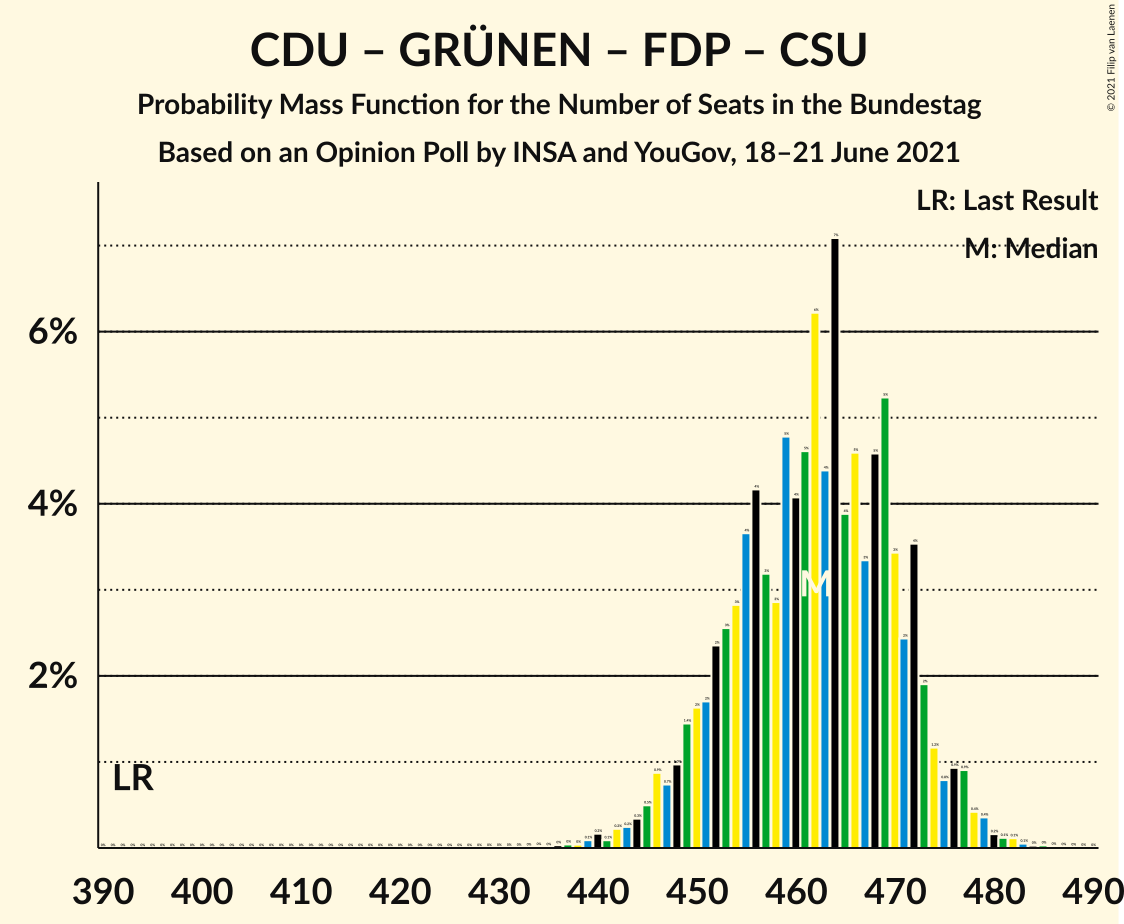 CDU – GRÜNEN – FDP – CSU
Probability Mass Function for the Number of Seats in the Bundestag
Based on an Opinion Poll by INSA and YouGov, 18–21 June 2021
© 2021 Filip van Laenen
LR: Last Result
M: Median
6%
4%
2%
LR
M
390 400 410 420 430 440 450 460 470 480 490